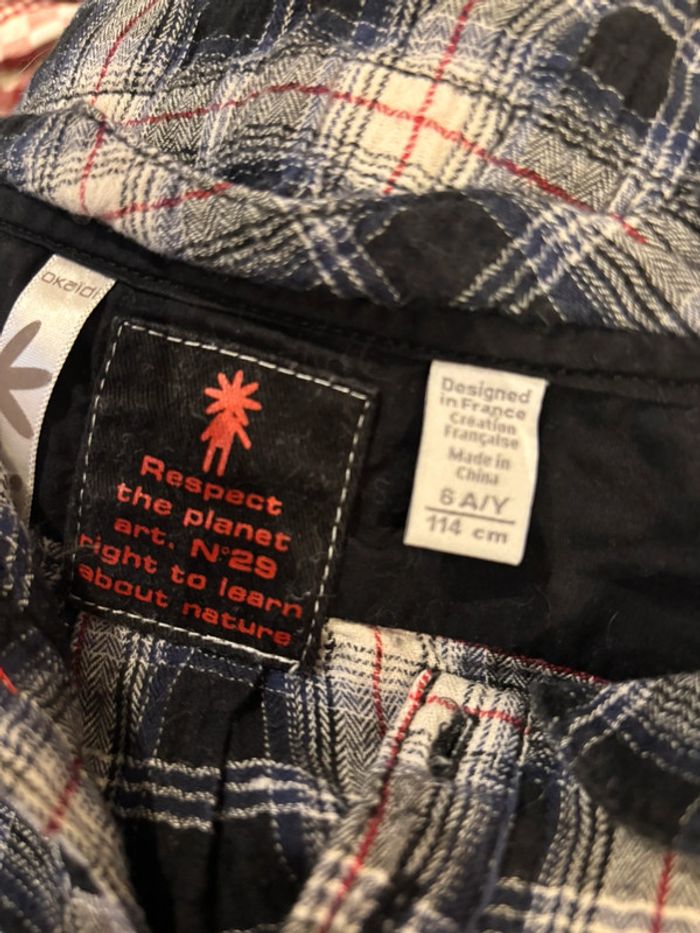 okaidi
Respect
the planet
art. N°29
right to learn
about nature
Designed
in France
Création
Française
Made in
China
6 A/Y
114 cm